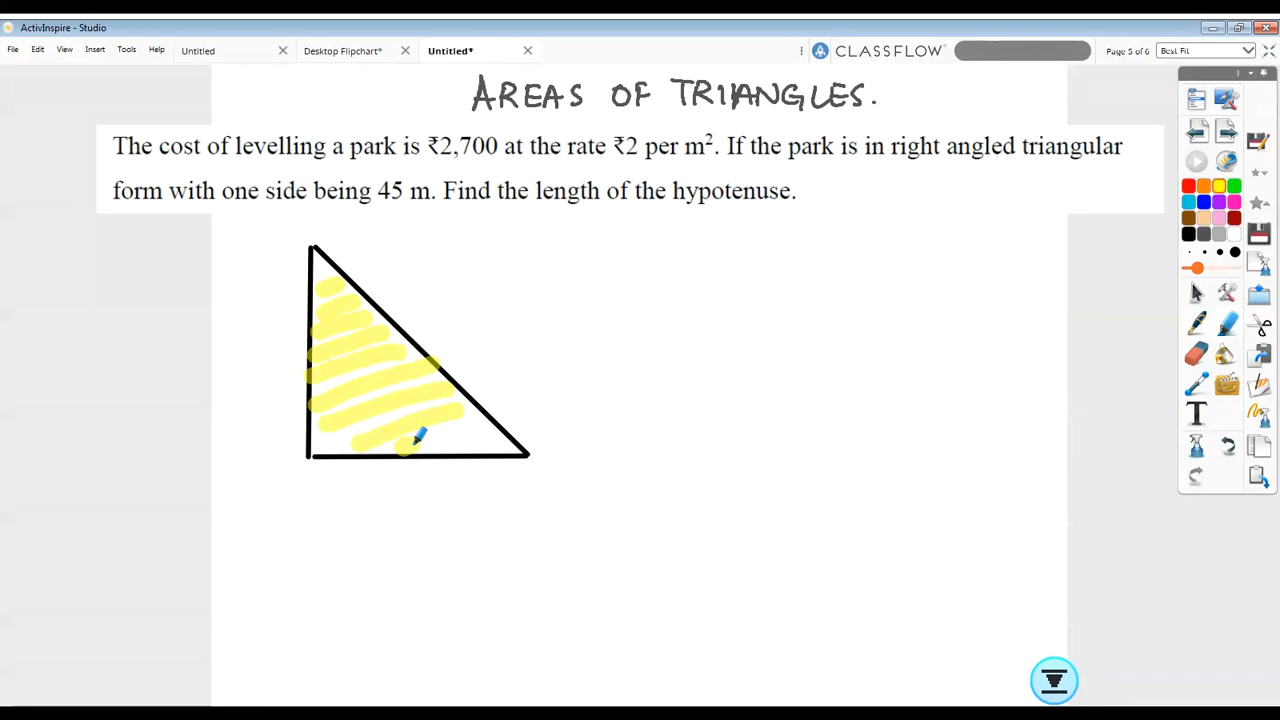 ActivInspire - Studio
File Edit View Insert Tools Help Untitled Desktop Flipchart* Untitled* CLASSFLOW Page 5 of 6 Best Fit
AREAS OF TRIANGLES.
The cost of levelling a park is ₹2,700 at the rate ₹2 per m². If the park is in right angled triangular
form with one side being 45 m. Find the length of the hypotenuse.
T